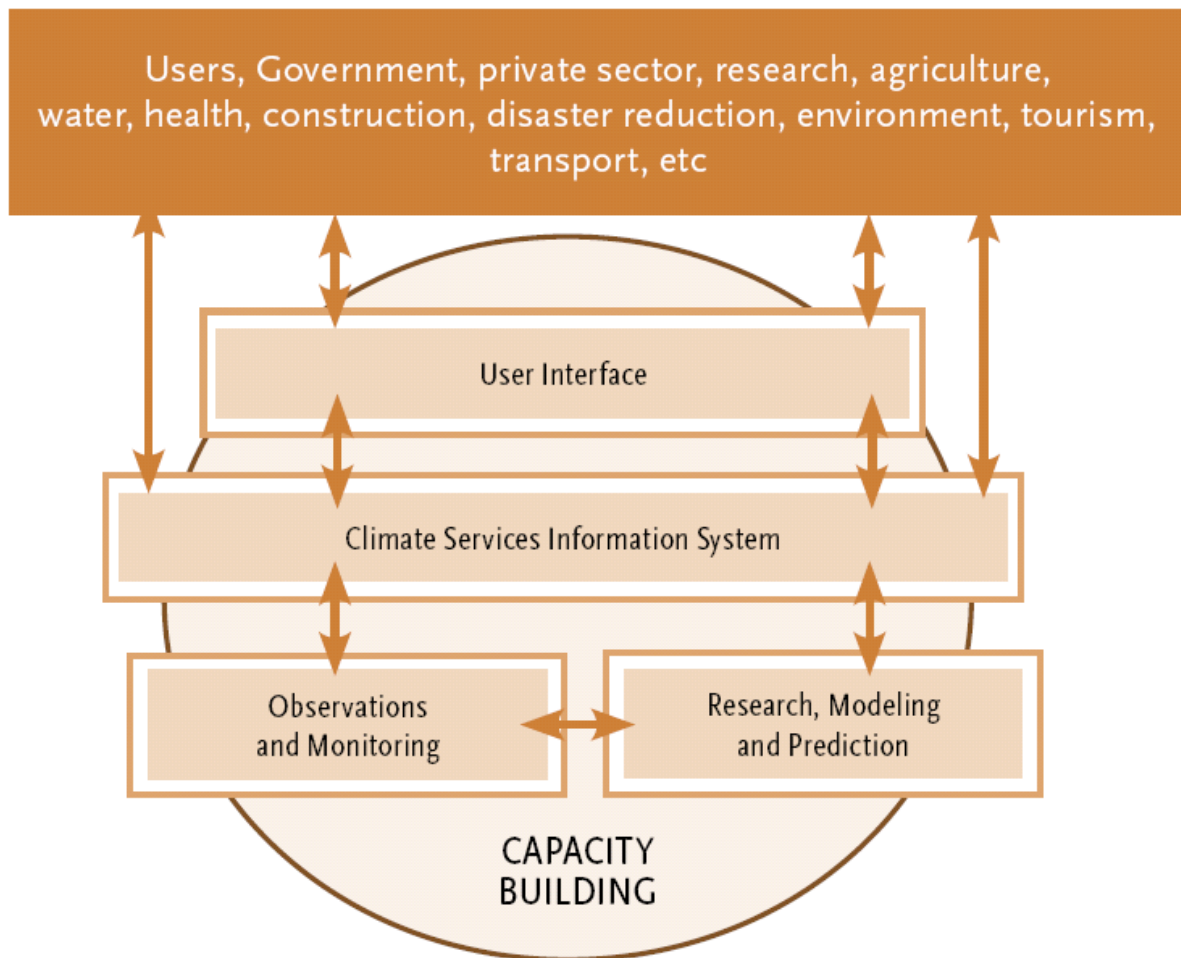 Users, Government, private sector, research, agriculture,
water, health, construction, disaster reduction, environment, tourism,
transport, etc
User Interface
Climate Services Information System
Observations
and Monitoring
Research, Modeling
and Prediction
CAPACITY
BUILDING